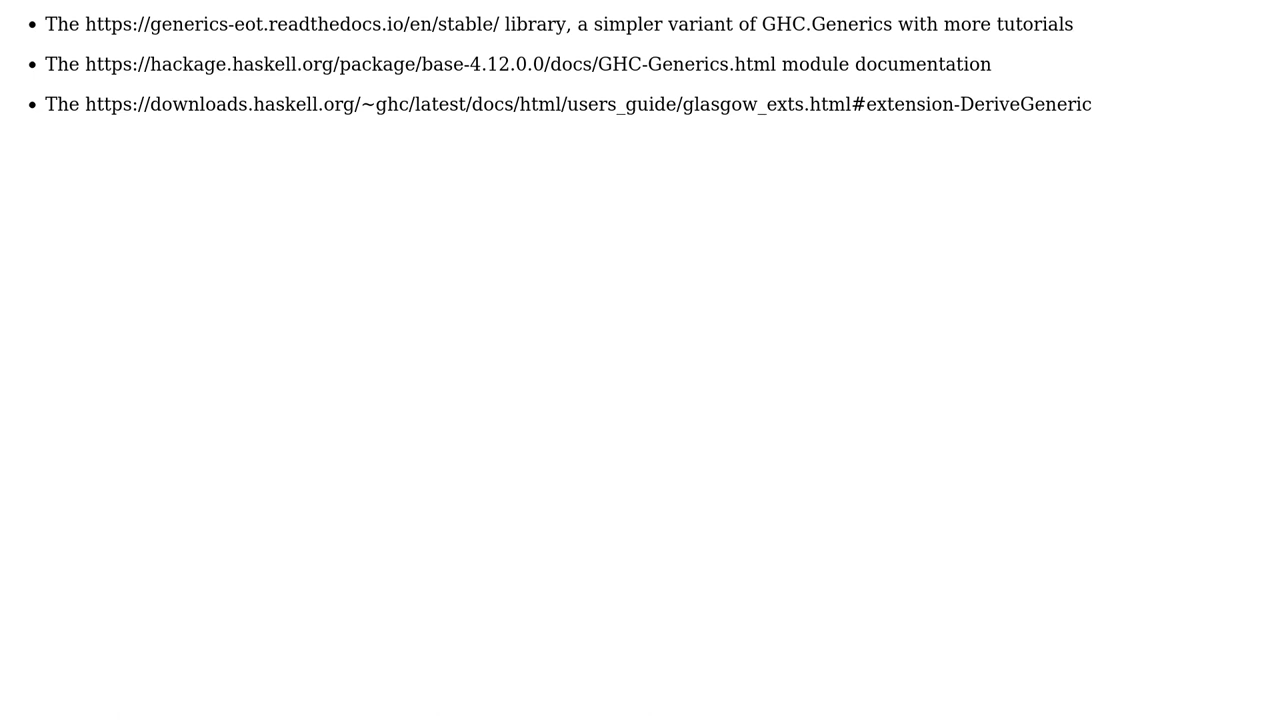 • The https://generics-eot.readthedocs.io/en/stable/ library, a simpler variant of GHC.Generics with more tutorials
• The https://hackage.haskell.org/package/base-4.12.0.0/docs/GHC-Generics.html module documentation
• The https://downloads.haskell.org/~ghc/latest/docs/html/users_guide/glasgow_exts.html#extension-DeriveGeneric